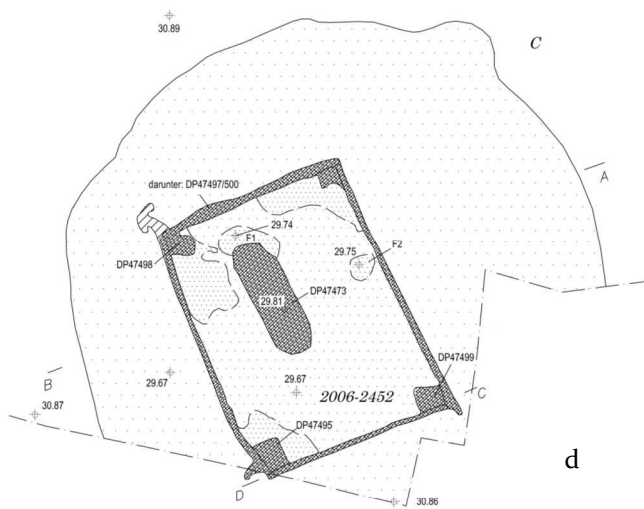 30.89
C
A
darunter: DP47497/500
29.74
F1
DP47498
29.75
F2
29.81
DP47473
DP47499
B
29.67
29.67
2006-2452
C
30.87
DP47495
D
30.86
d